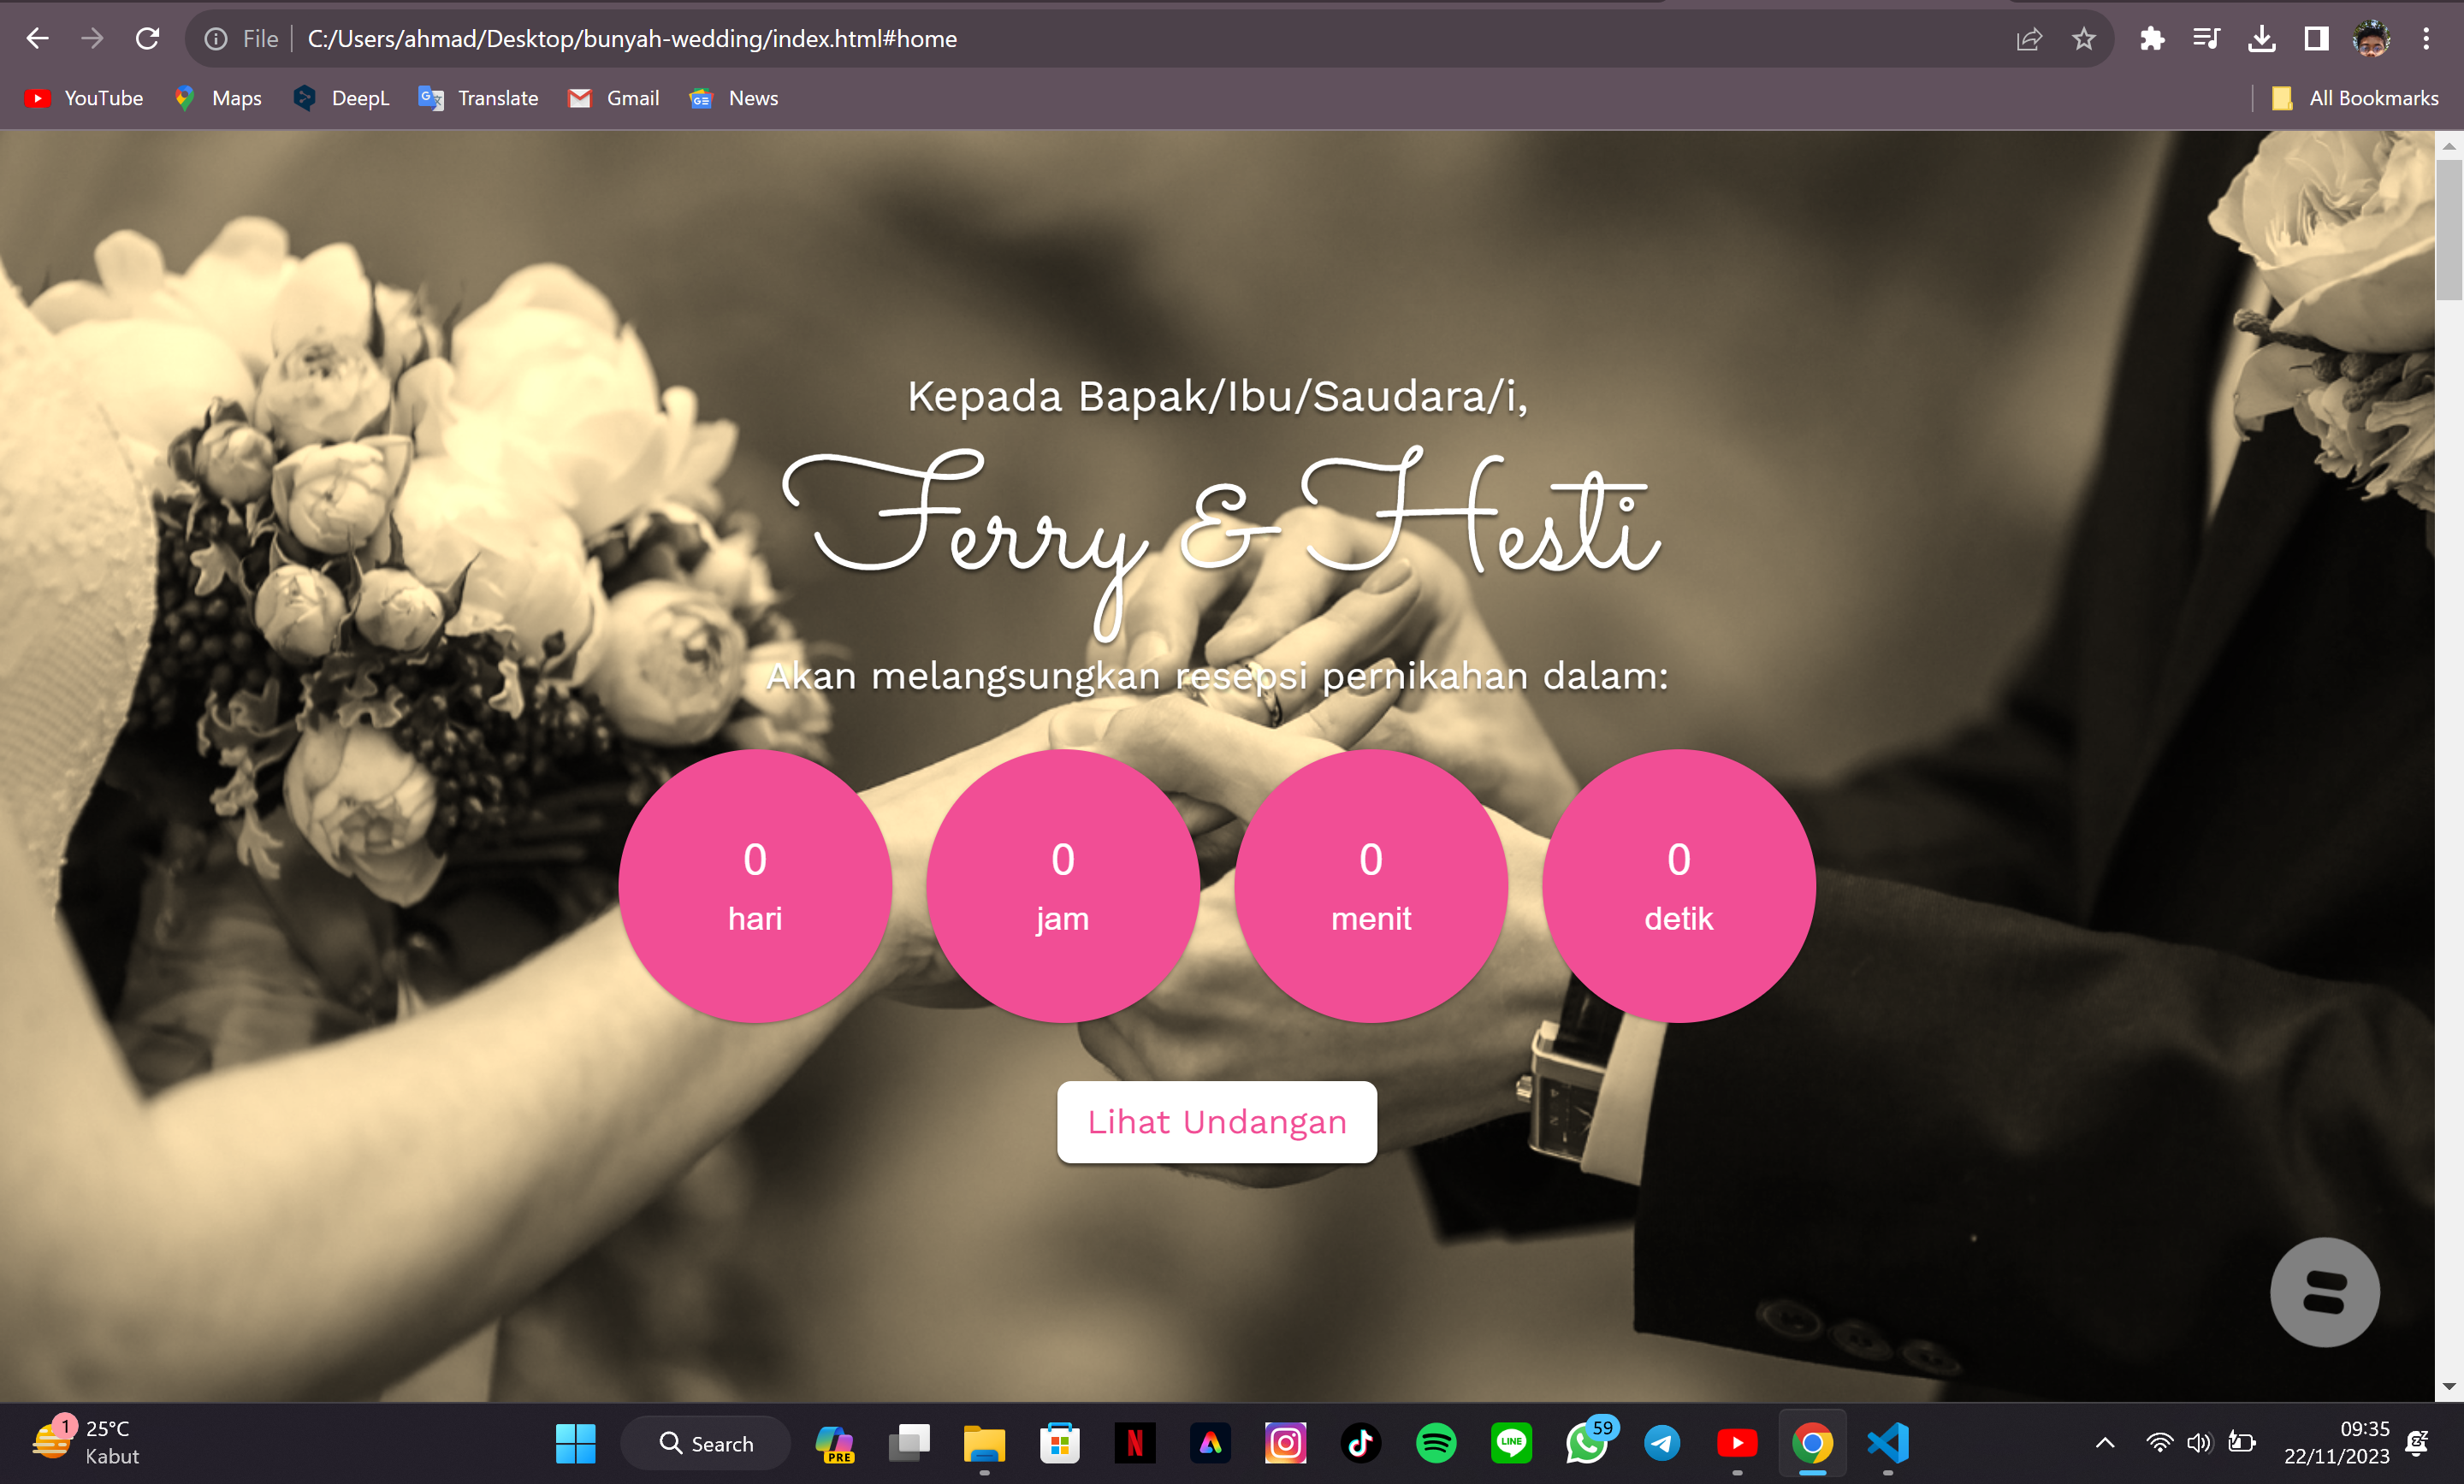 File
C:/Users/ahmad/Desktop/bunyah-wedding/index.html#home
YouTube
Maps
DeepL
Translate
Gmail
News
All Bookmarks
Kepada Bapak/Ibu/Saudara/i,
Ferry & Hesti
Akan melangsungkan resepsi pernikahan dalam:
0
hari
0
jam
0
menit
0
detik
Lihat Undangan
1
25°C
Kabut
Search
PRE
N
LINE
59
09:35
22/11/2023